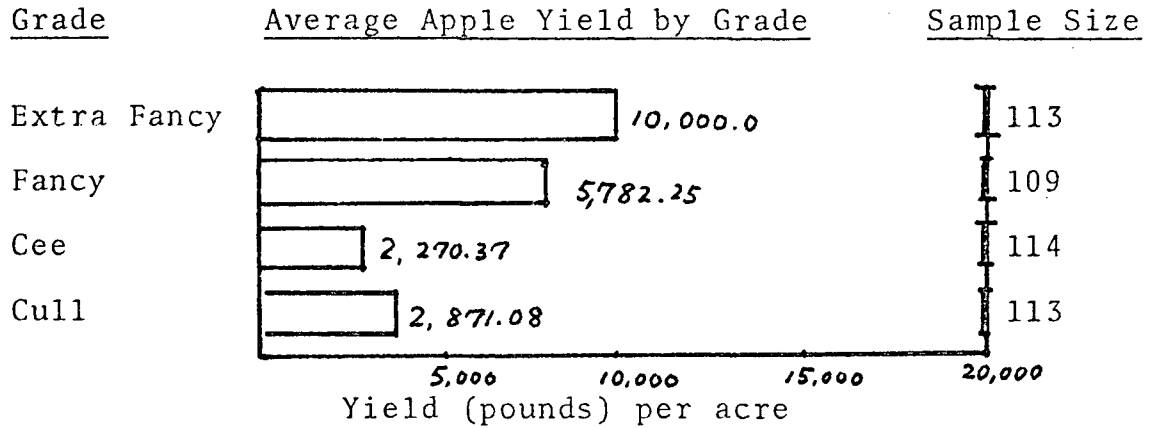 Grade Average Apple Yield by Grade Sample Size
Extra Fancy 10,000.0 113
Fancy 5,782.25 109
Cee 2,270.37 114
Cull 2,871.08 113
5,000 10,000 15,000 20,000
Yield (pounds) per acre